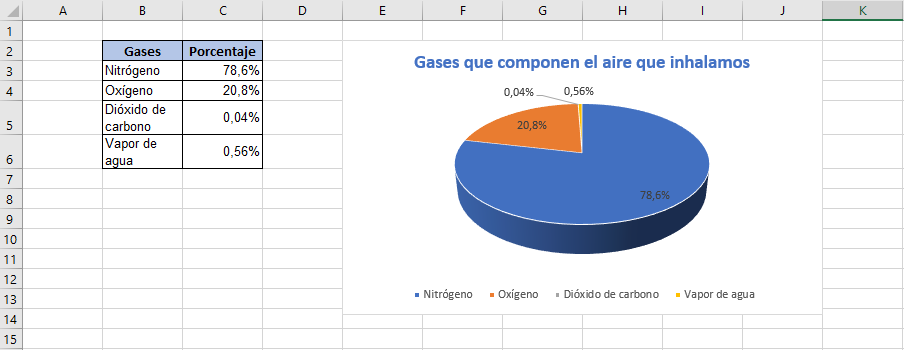 A B C D E F G H I J K
1
2 Gases Porcentaje
3 Nitrógeno 78,6%
4 Oxígeno 20,8%
5 Dióxido de carbono 0,04%
6 Vapor de agua 0,56%
7
8
9
10
11
12
13
14
15
Gases que componen el aire que inhalamos
0,04% 0,56%
20,8%
78,6%
Nitrógeno Oxígeno Dióxido de carbono Vapor de agua